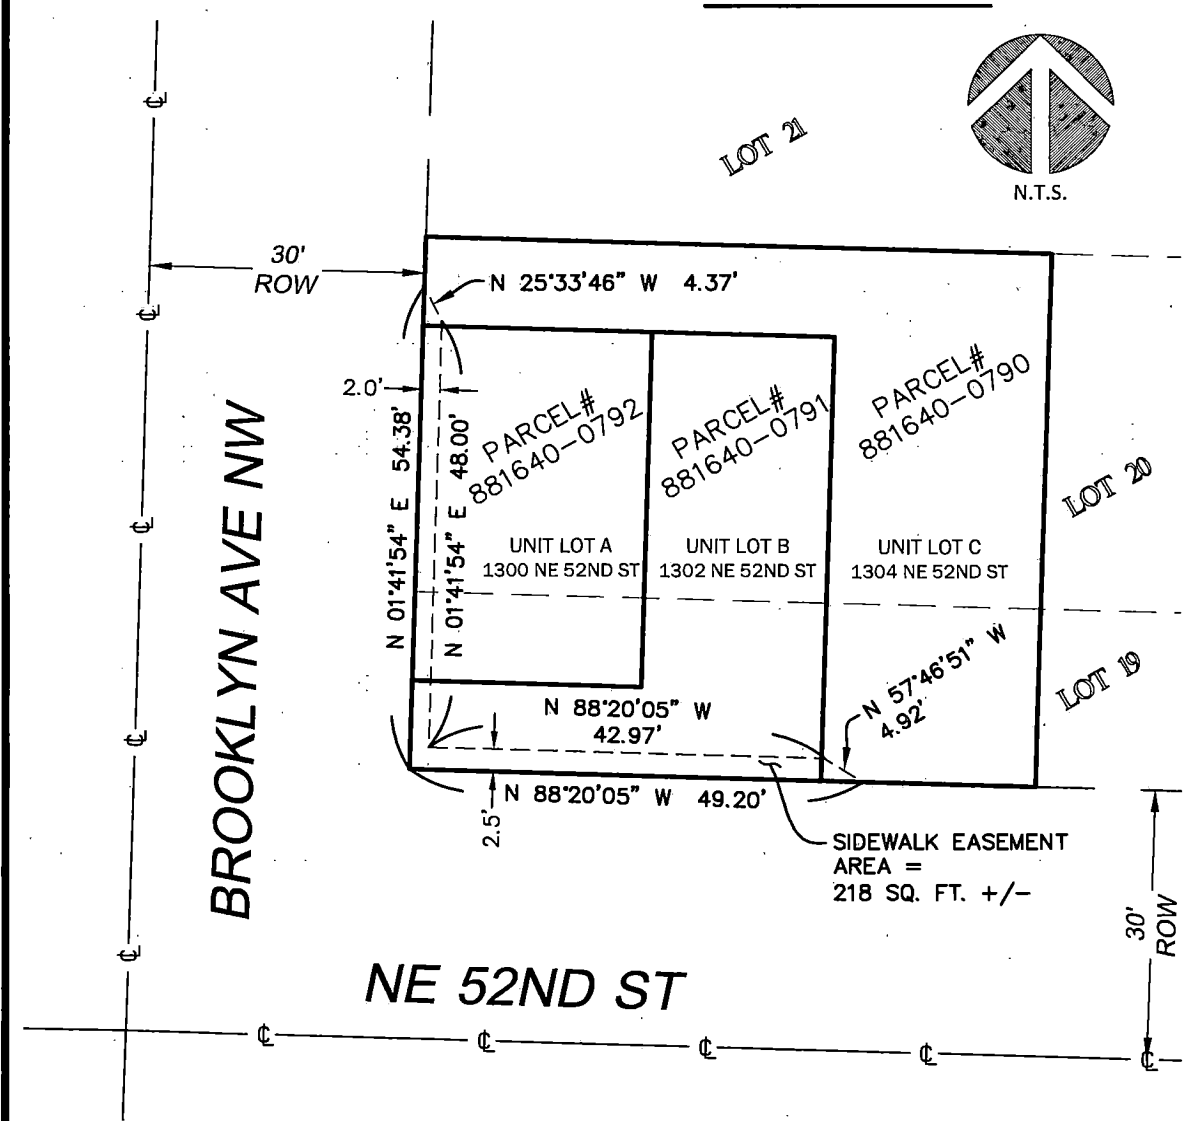 LOT 21
N.T.S.
30'
ROW
N 25°33'46" W 4.37'
2.0'
PARCEL#
881640-0792
PARCEL#
881640-0791
PARCEL#
881640-0790
N 01°41'54" E 54.38'
N 01°41'54" E 48.00'
BROOKLYN AVE NW
LOT 20
UNIT LOT A
1300 NE 52ND ST
UNIT LOT B
1302 NE 52ND ST
UNIT LOT C
1304 NE 52ND ST
N 57°46'51" W
4.92'
LOT 19
N 88°20'05" W
42.97'
N 88°20'05" W 49.20'
2.5'
SIDEWALK EASEMENT
AREA =
218 SQ. FT. +/-
30'
ROW
NE 52ND ST